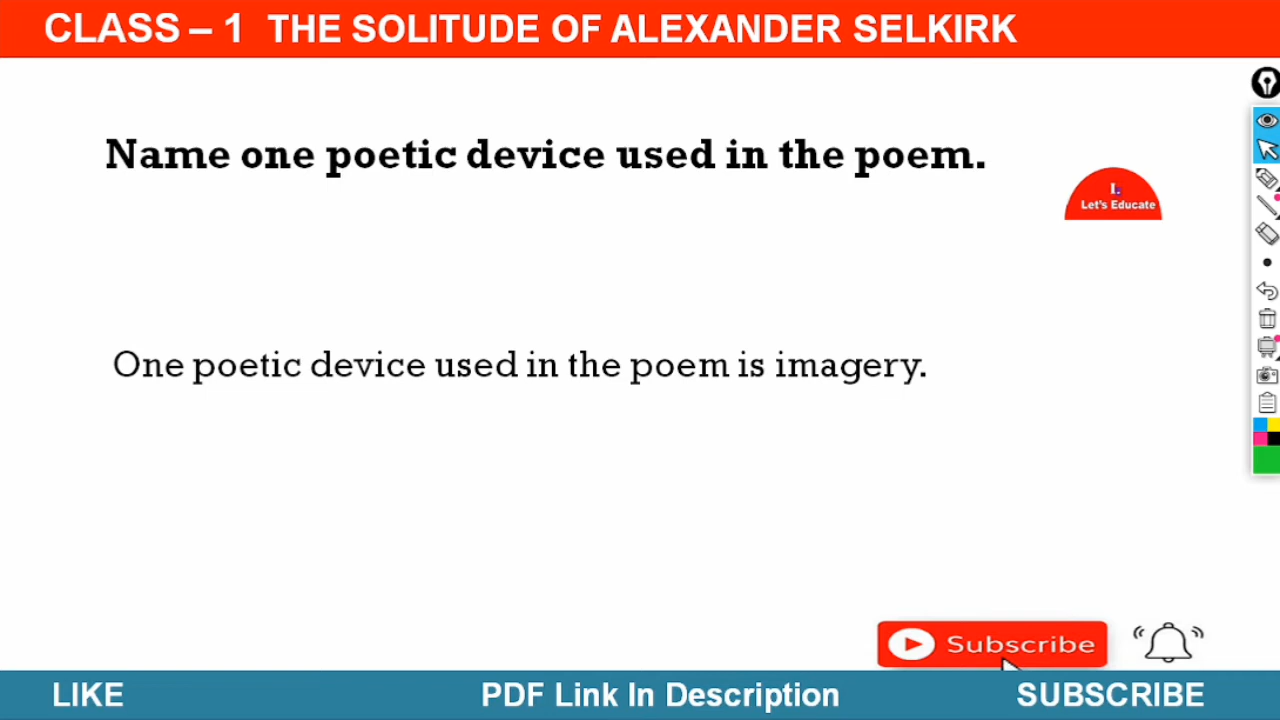 CLASS – 1 THE SOLITUDE OF ALEXANDER SELKIRK
Name one poetic device used in the poem.
L
Let's Educate
One poetic device used in the poem is imagery.
Subscribe
LIKE
PDF Link In Description
SUBSCRIBE